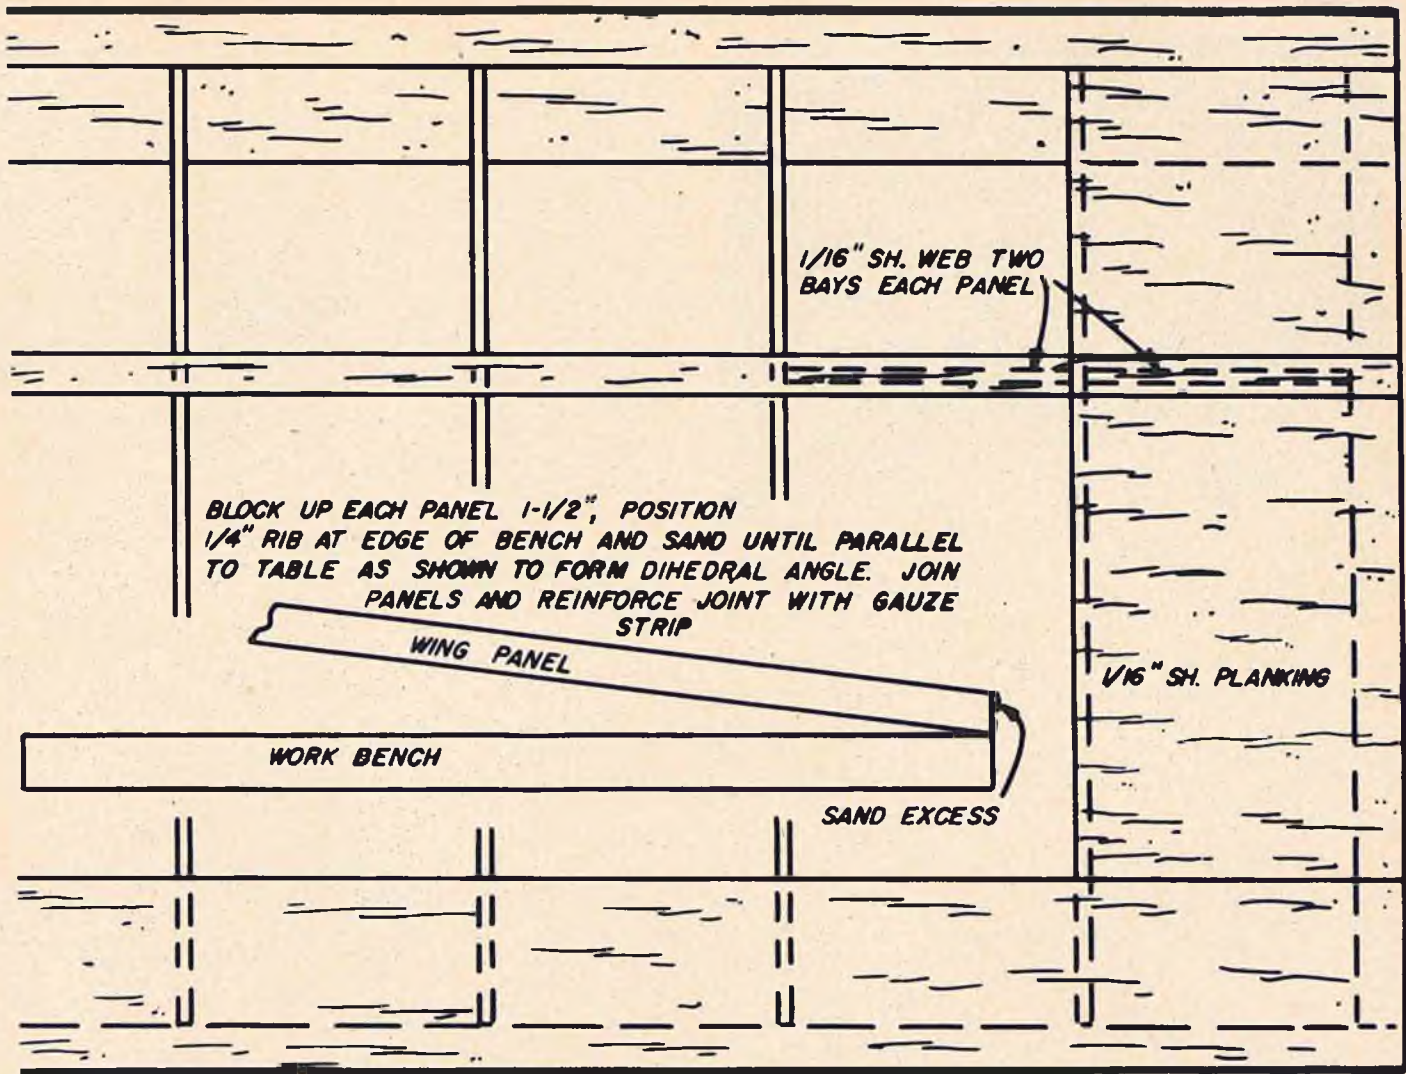 1/16" SH. WEB TWO
BAYS EACH PANEL
BLOCK UP EACH PANEL 1-1/2", POSITION
1/4" RIB AT EDGE OF BENCH AND SAND UNTIL PARALLEL
TO TABLE AS SHOWN TO FORM DIHEDRAL ANGLE. JOIN
PANELS AND REINFORCE JOINT WITH GAUZE
STRIP
WING PANEL
1/16" SH. PLANKING
WORK BENCH
SAND EXCESS